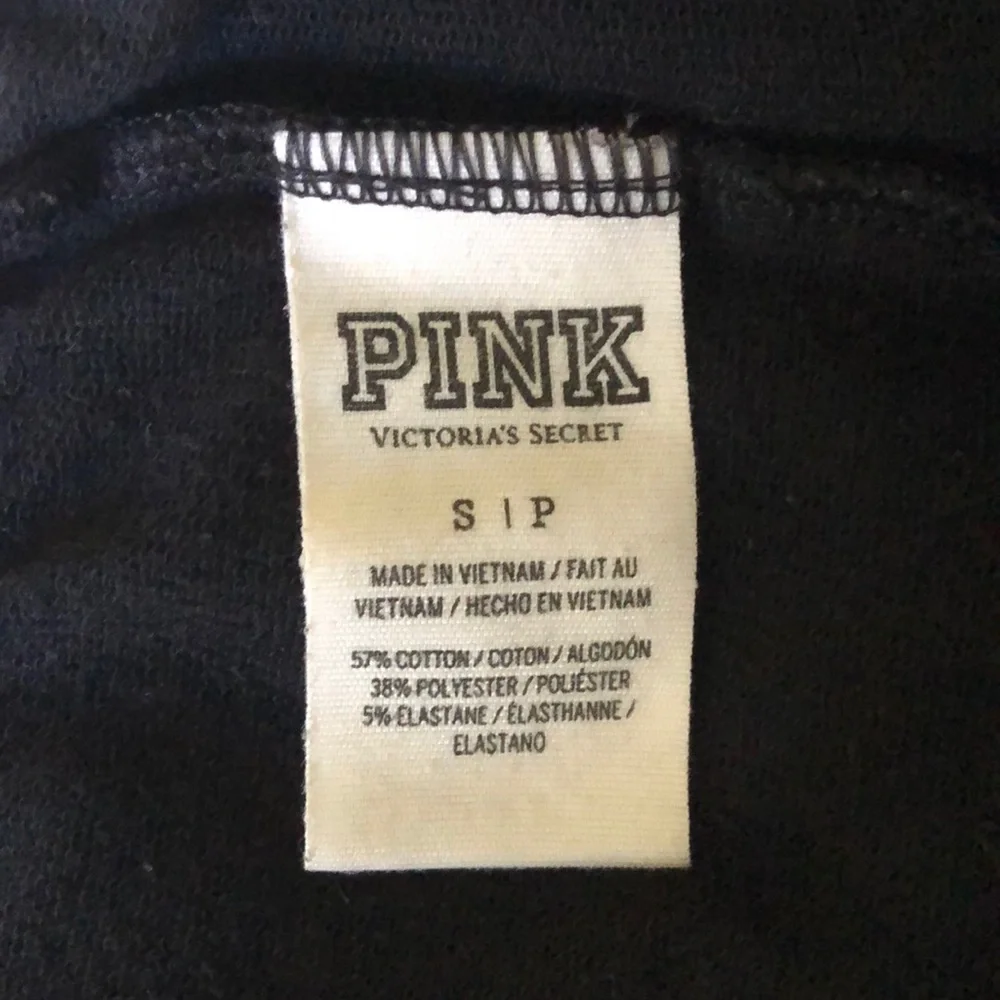 PINK
VICTORIA'S SECRET
S | P
MADE IN VIETNAM / FAIT AU
VIETNAM / HECHO EN VIETNAM
57% COTTON / COTON / ALGODÓN
38% POLYESTER / POLIÉSTER
5% ELASTANE / ÉLASTHANNE /
ELASTANO